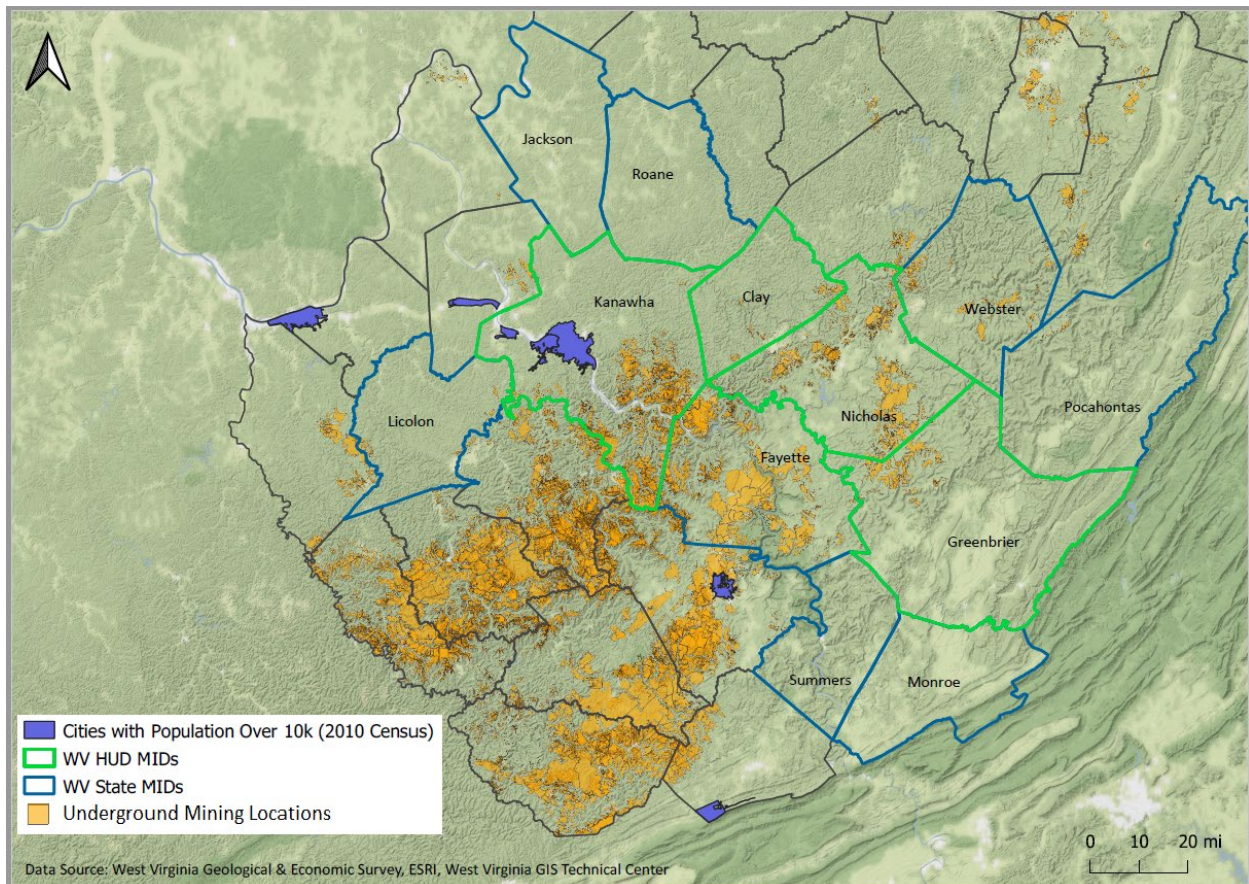 Jackson
Roane
Kanawha
Clay
Webster
Licolon
Nicholas
Pocahontas
Fayette
Greenbrier
Summers
Monroe
Cities with Population Over 10k (2010 Census)
WV HUD MIDs
WV State MIDs
Underground Mining Locations
0 10 20 mi
Data Source: West Virginia Geological & Economic Survey, ESRI, West Virginia GIS Technical Center